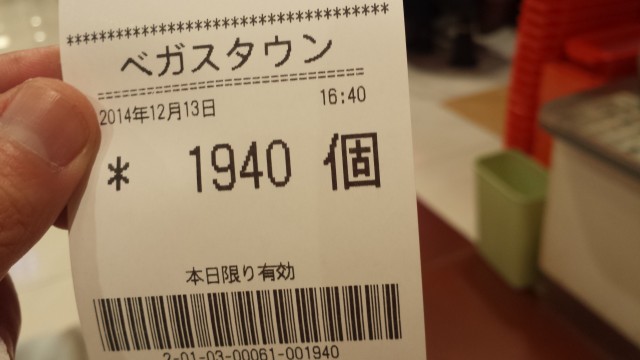 ***********************************
ベガスタウン
===================================
2014年12月13日 16:40
* 1940 個
本日限り有効
2-01-03-00061-001940